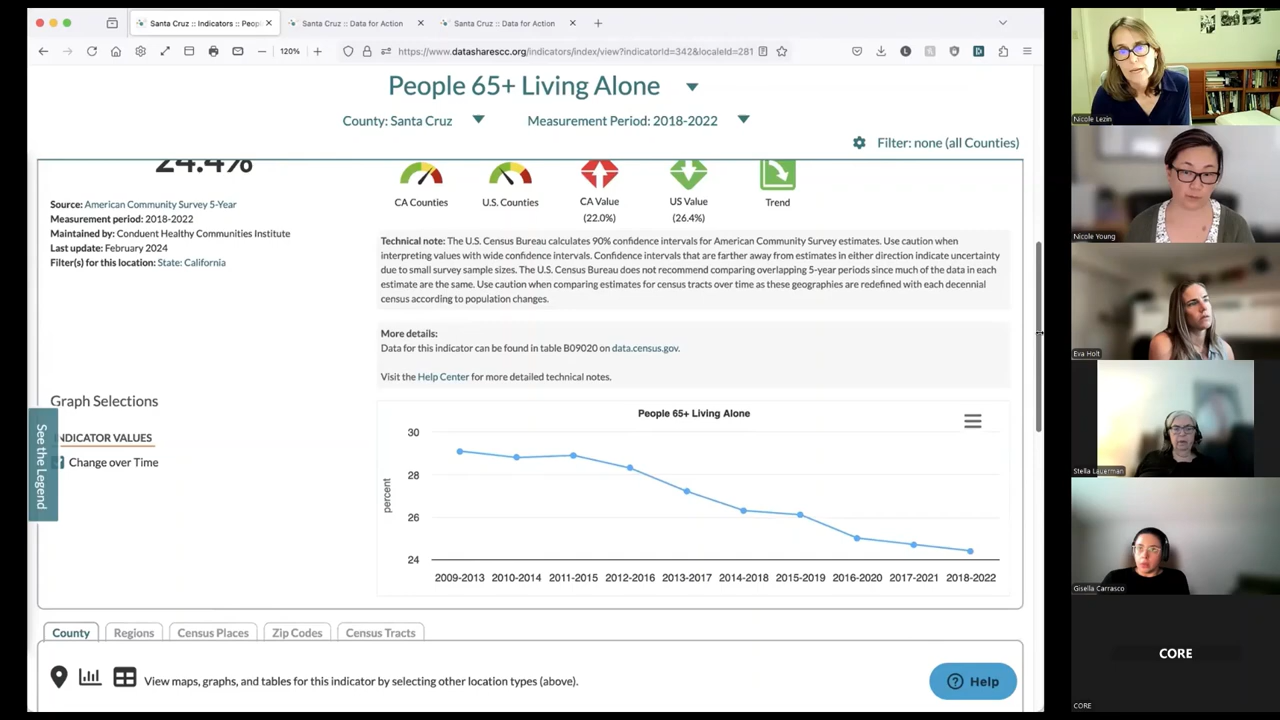 Santa Cruz :: Indicators :: Peopl
Santa Cruz :: Data for Action
Santa Cruz :: Data for Action
120%
https://www.datasharescc.org/indicators/index/view?indicatorId=342&localeId=281
People 65+ Living Alone
County: Santa Cruz
Measurement Period: 2018-2022
Filter: none (all Counties)
24.4%
Source: American Community Survey 5-Year
Measurement period: 2018-2022
Maintained by: Conduent Healthy Communities Institute
Last update: February 2024
Filter(s) for this location: State: California
CA Counties
U.S. Counties
CA Value
(22.0%)
US Value
(26.4%)
Trend
Technical note: The U.S. Census Bureau calculates 90% confidence intervals for American Community Survey estimates. Use caution when
interpreting values with wide confidence intervals. Confidence intervals that are farther away from estimates in either direction indicate uncertainty
due to small survey sample sizes. The U.S. Census Bureau does not recommend comparing overlapping 5-year periods since much of the data in each
estimate are the same. Use caution when comparing estimates for census tracts over time as these geographies are redefined with each decennial
census according to population changes.
More details:
Data for this indicator can be found in table B09020 on data.census.gov.
Visit the Help Center for more detailed technical notes.
Graph Selections
INDICATOR VALUES
Change over Time
See the Legend
People 65+ Living Alone
percent
30
28
26
24
2009-2013 2010-2014 2011-2015 2012-2016 2013-2017 2014-2018 2015-2019 2016-2020 2017-2021 2018-2022
County
Regions
Census Places
Zip Codes
Census Tracts
View maps, graphs, and tables for this indicator by selecting other location types (above).
Help
Nicole Lezin
Nicole Young
Eva Holt
Stella Lauerman
Gisella Carrasco
CORE
CORE